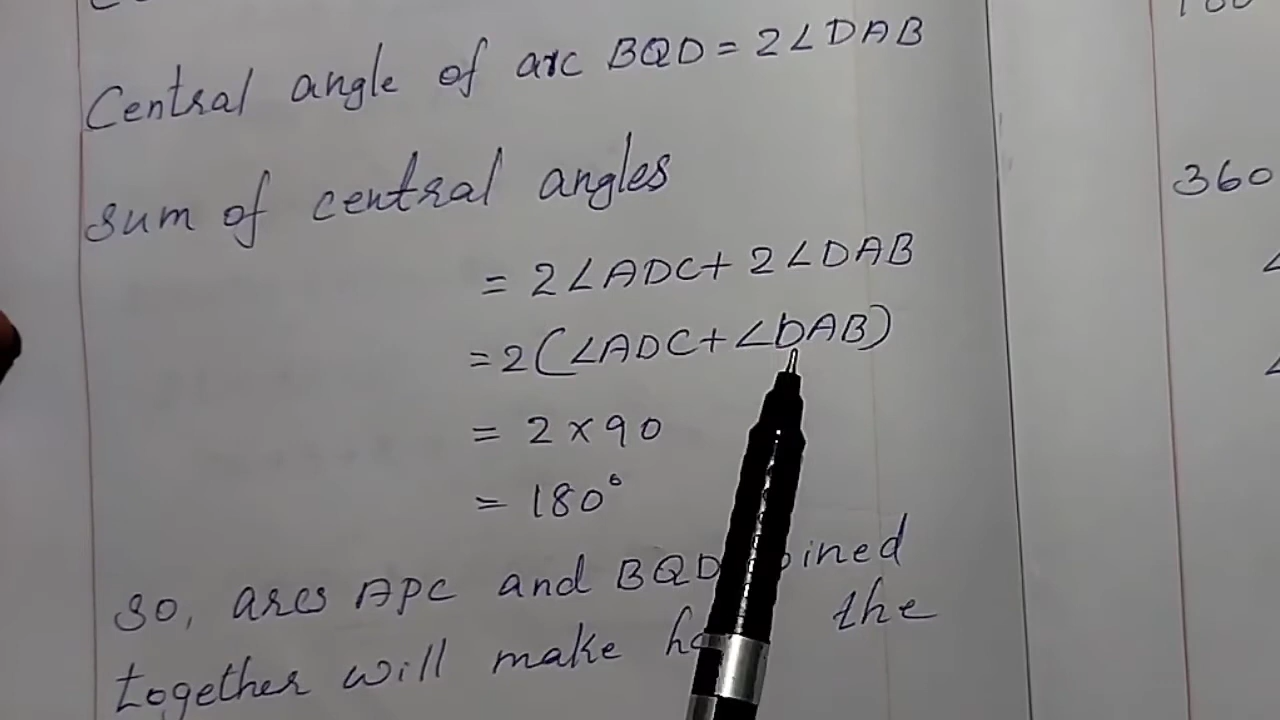 Central angle of arc BQD = 2∠DAB
sum of central angles
= 2∠ADC + 2∠DAB
= 2(∠ADC + ∠DAB)
= 2 × 90
= 180°
so, arcs APC and BQD
together will make the
360